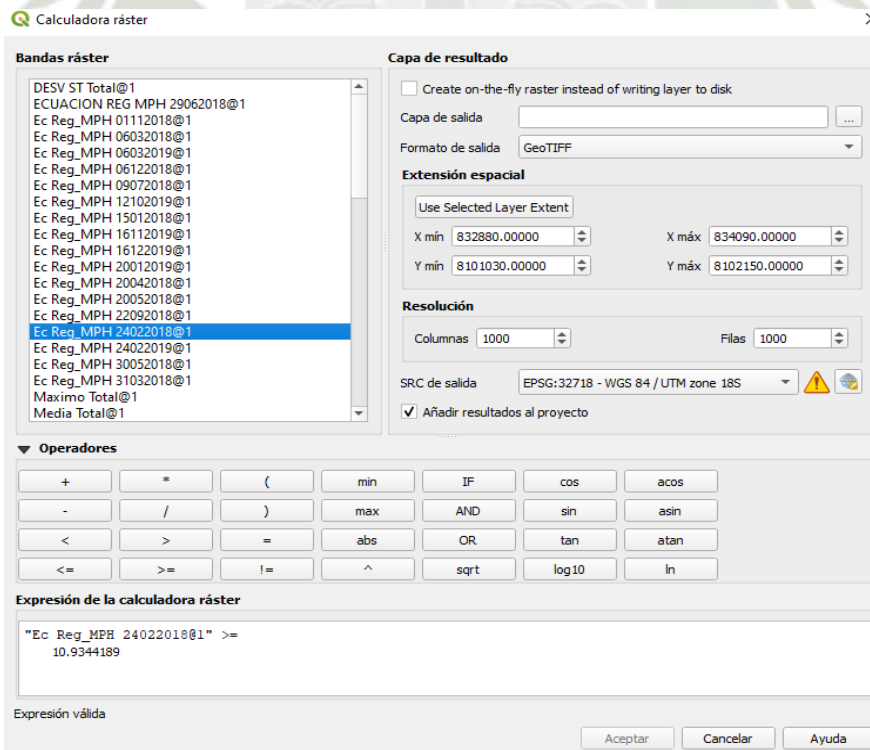 Calculadora ráster
Bandas ráster
DESV ST Total@1
ECUACION REG MPH 29062018@1
Ec Reg_MPH 01112018@1
Ec Reg_MPH 06032018@1
Ec Reg_MPH 06032019@1
Ec Reg_MPH 06122018@1
Ec Reg_MPH 09072018@1
Ec Reg_MPH 12102019@1
Ec Reg_MPH 15012018@1
Ec Reg_MPH 16112019@1
Ec Reg_MPH 16122019@1
Ec Reg_MPH 20012019@1
Ec Reg_MPH 20042018@1
Ec Reg_MPH 20052018@1
Ec Reg_MPH 22092018@1
Ec Reg_MPH 24022018@1
Ec Reg_MPH 24022019@1
Ec Reg_MPH 30052018@1
Ec Reg_MPH 31032018@1
Maximo Total@1
Media Total@1
Capa de resultado
Create on-the-fly raster instead of writing layer to disk
Capa de salida ...
Formato de salida GeoTIFF
Extensión espacial
Use Selected Layer Extent
X mín 832880.00000 X máx 834090.00000
Y mín 8101030.00000 Y máx 8102150.00000
Resolución
Columnas 1000 Filas 1000
SRC de salida EPSG:32718 - WGS 84 / UTM zone 18S
Añadir resultados al proyecto
Operadores
+ * ( min IF cos acos
- / ) max AND sin asin
< > = abs OR tan atan
<= >= != ^ sqrt log10 ln
Expresión de la calculadora ráster
"Ec Reg_MPH 24022018@1" >=
10.9344189
Expresión válida
Aceptar Cancelar Ayuda